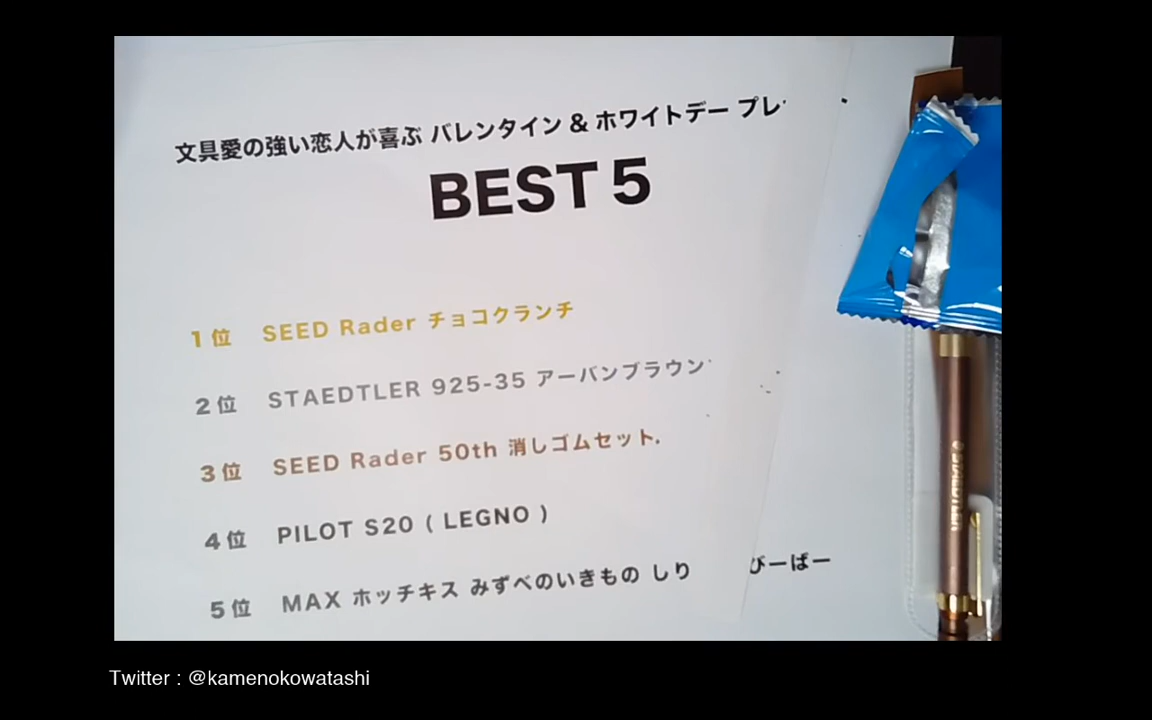 文具愛の強い恋人が喜ぶ バレンタイン & ホワイトデー プレ
BEST 5
1位 SEED Rader チョコクランチ
2位 STAEDTLER 925-35 アーバンブラウン
3位 SEED Rader 50th 消しゴムセット
4位 PILOT S20 ( LEGNO )
5位 MAX ホッチキス みずべのいきもの しり びーばー
STAEDTLER
Twitter : @kamenokowatashi